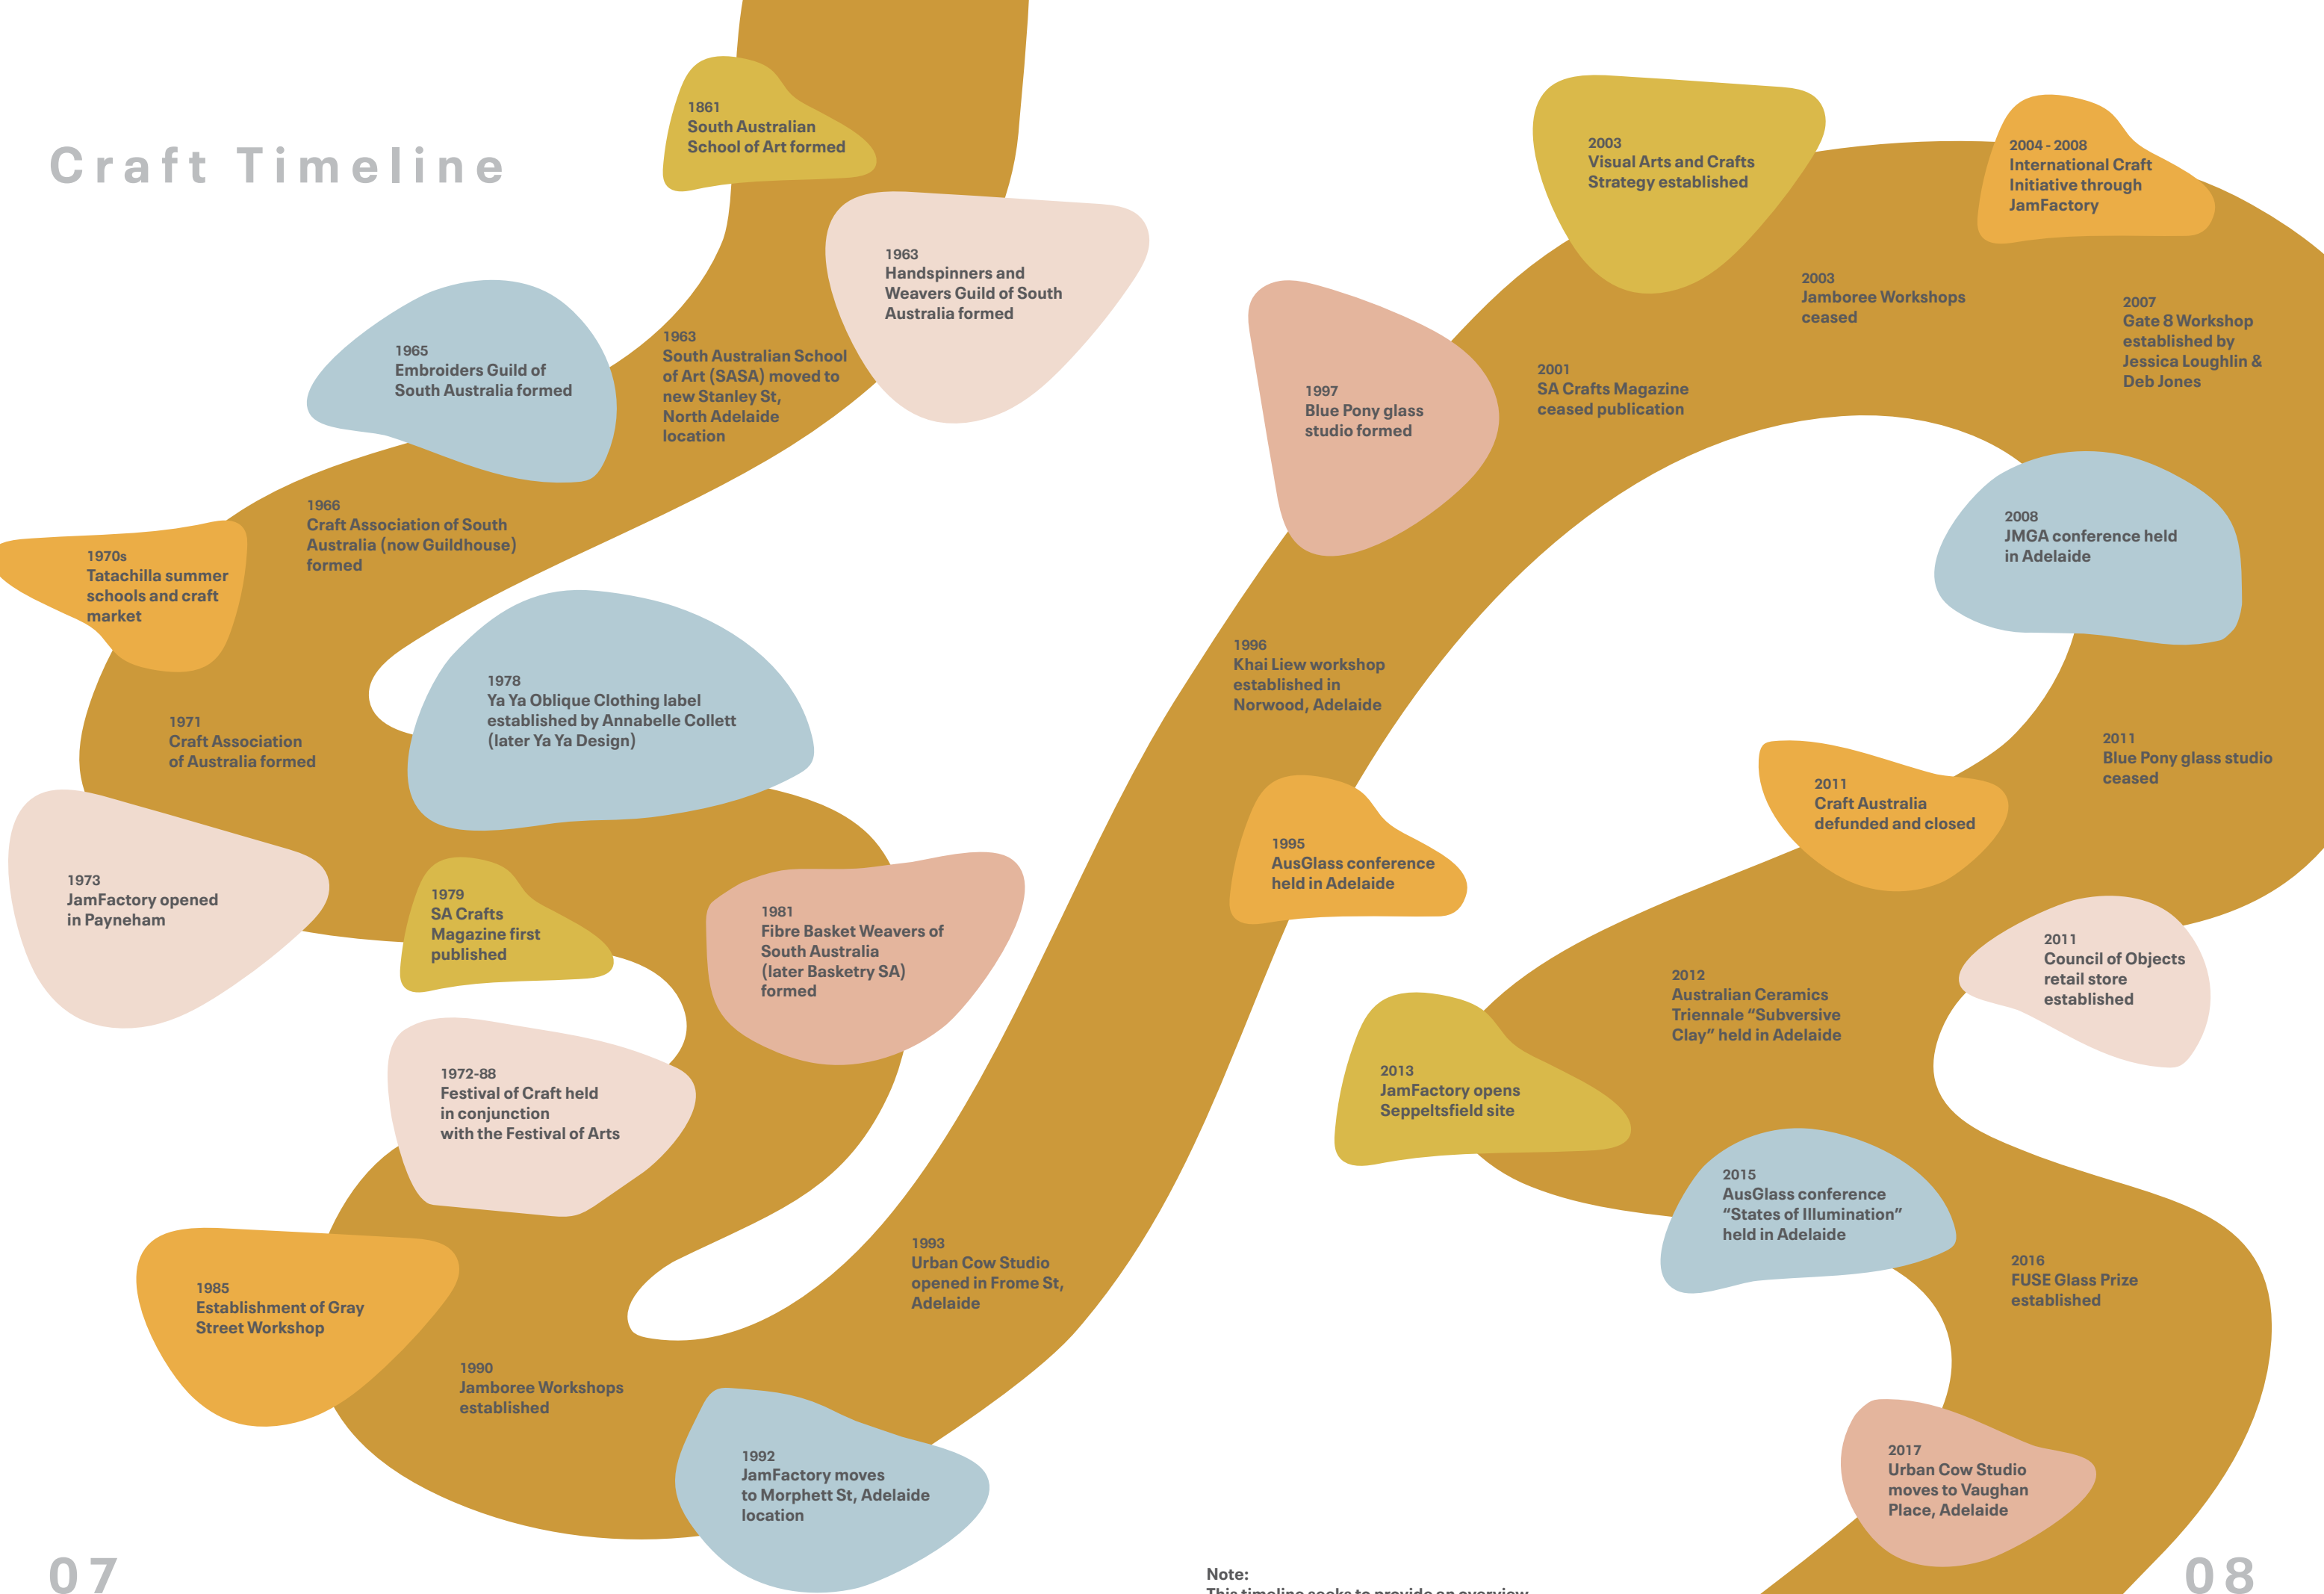 Craft Timeline
1861
South Australian
School of Art formed
1963
Handspinners and
Weavers Guild of South
Australia formed
1963
South Australian School
of Art (SASA) moved to
new Stanley St,
North Adelaide
location
1965
Embroiders Guild of
South Australia formed
1966
Craft Association of South
Australia (now Guildhouse)
formed
1970s
Tatachilla summer
schools and craft
market
1971
Craft Association
of Australia formed
1978
Ya Ya Oblique Clothing label
established by Annabelle Collett
(later Ya Ya Design)
1973
JamFactory opened
in Payneham
1979
SA Crafts
Magazine first
published
1981
Fibre Basket Weavers of
South Australia
(later Basketry SA)
formed
1972-88
Festival of Craft held
in conjunction
with the Festival of Arts
1985
Establishment of Gray
Street Workshop
1990
Jamboree Workshops
established
1992
JamFactory moves
to Morphett St, Adelaide
location
1993
Urban Cow Studio
opened in Frome St,
Adelaide
1995
AusGlass conference
held in Adelaide
1996
Khai Liew workshop
established in
Norwood, Adelaide
1997
Blue Pony glass
studio formed
2001
SA Crafts Magazine
ceased publication
2003
Visual Arts and Crafts
Strategy established
2003
Jamboree Workshops
ceased
2004 - 2008
International Craft
Initiative through
JamFactory
2007
Gate 8 Workshop
established by
Jessica Loughlin &
Deb Jones
2008
JMGA conference held
in Adelaide
2011
Blue Pony glass studio
ceased
2011
Craft Australia
defunded and closed
2011
Council of Objects
retail store
established
2012
Australian Ceramics
Triennale “Subversive
Clay” held in Adelaide
2013
JamFactory opens
Seppeltsfield site
2015
AusGlass conference
“States of Illumination”
held in Adelaide
2016
FUSE Glass Prize
established
2017
Urban Cow Studio
moves to Vaughan
Place, Adelaide
Note:
This timeline seeks to provide an overview
07
08